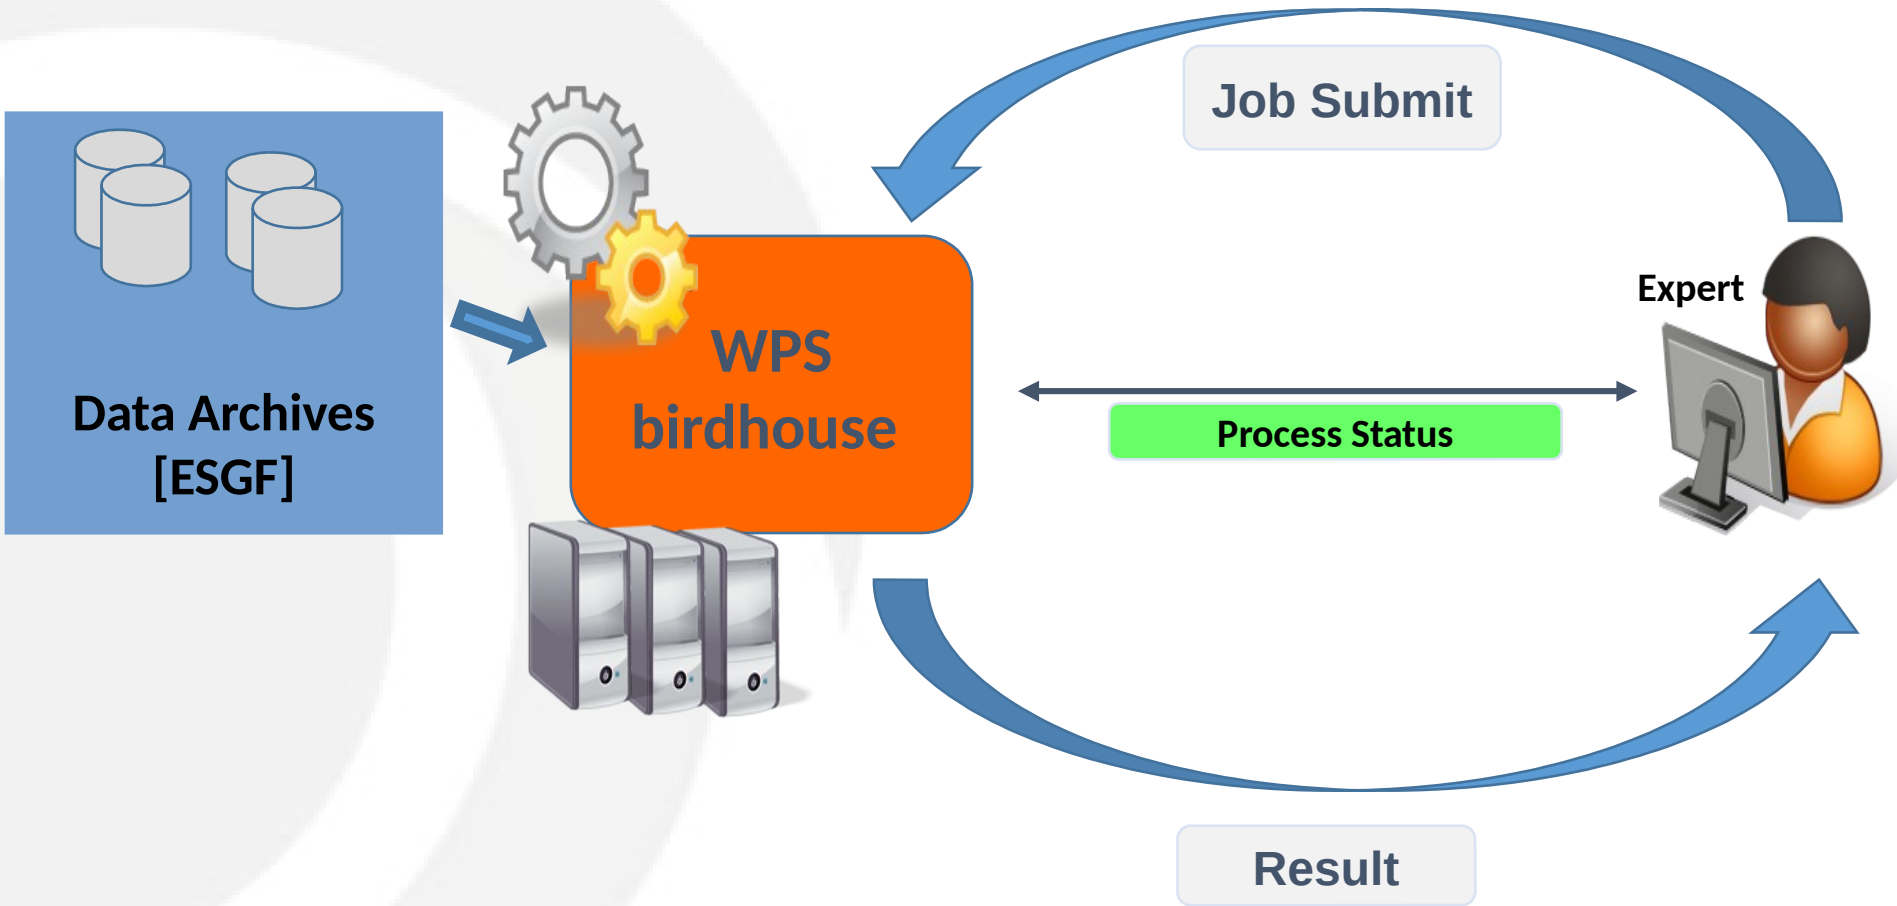 Job Submit
Expert
WPS
birdhouse
Data Archives
[ESGF]
Process Status
Result